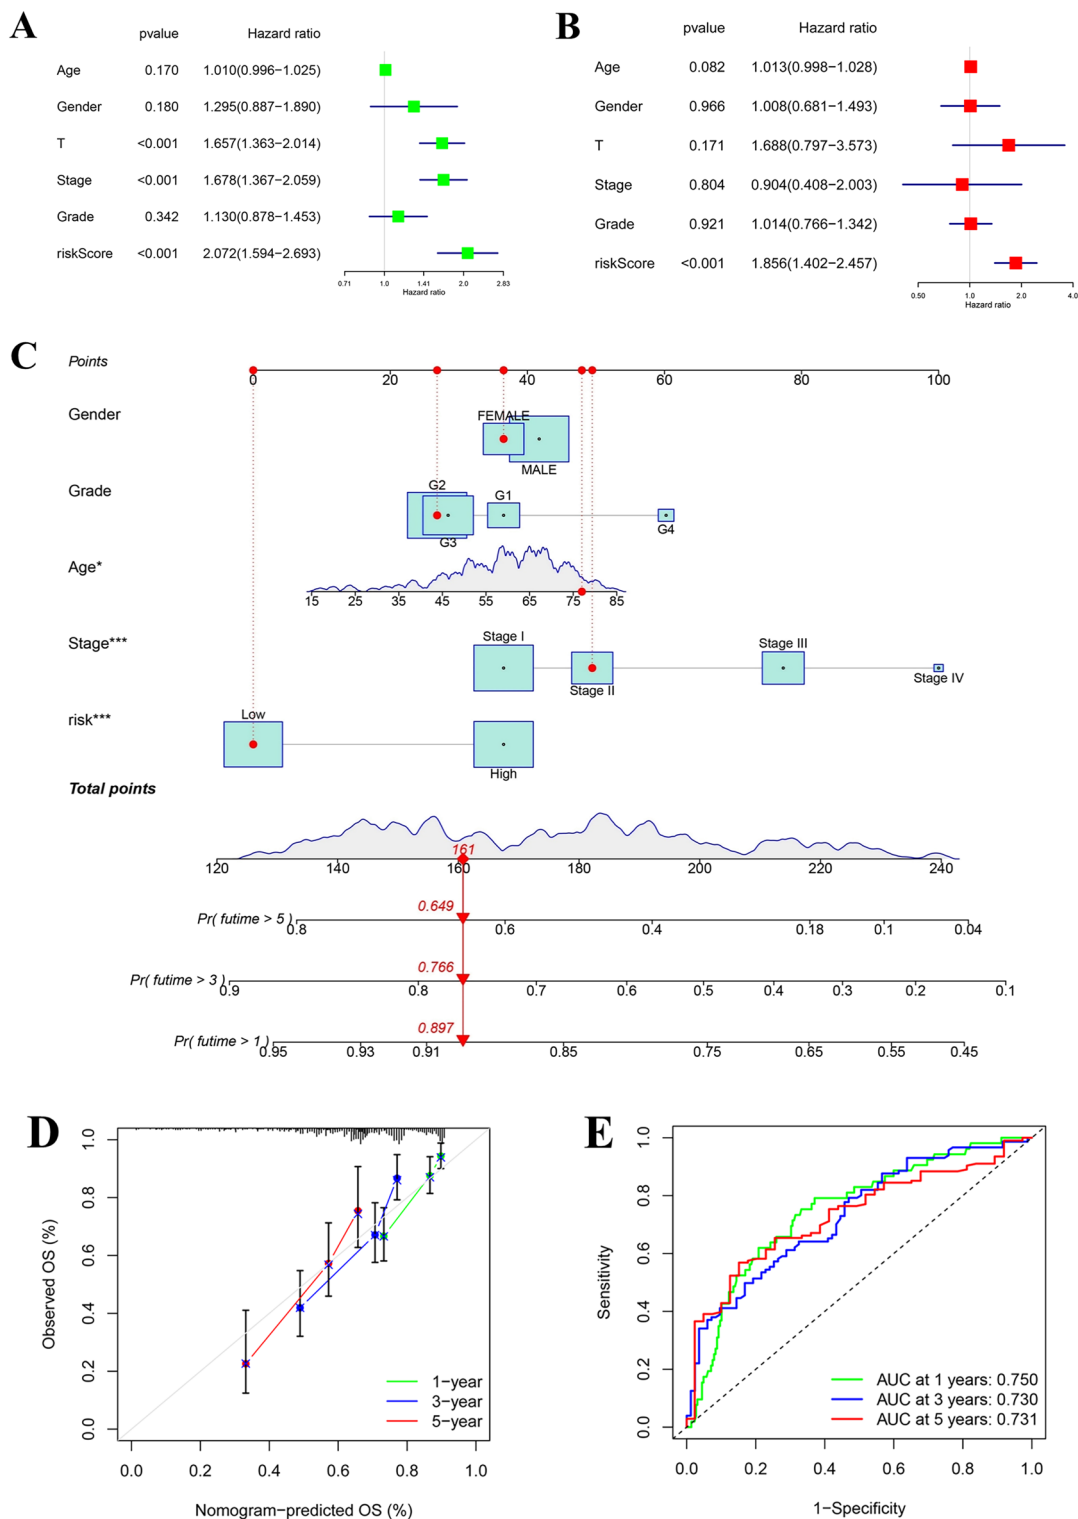 A
pvalue Hazard ratio
Age 0.170 1.010(0.996−1.025)
Gender 0.180 1.295(0.887−1.890)
T <0.001 1.657(1.363−2.014)
Stage <0.001 1.678(1.367−2.059)
Grade 0.342 1.130(0.878−1.453)
riskScore <0.001 2.072(1.594−2.693)
0.71 1.0 1.41 2.0 2.83
Hazard ratio
B
pvalue Hazard ratio
Age 0.082 1.013(0.998−1.028)
Gender 0.966 1.008(0.681−1.493)
T 0.171 1.688(0.797−3.573)
Stage 0.804 0.904(0.408−2.003)
Grade 0.921 1.014(0.766−1.342)
riskScore <0.001 1.856(1.402−2.457)
0.50 1.0 2.0 4.0
Hazard ratio
C
Points
0 20 40 60 80 100
Gender
FEMALE
MALE
Grade
G2 G1
G3 G4
Age*
15 25 35 45 55 65 75 85
Stage***
Stage I Stage III
Stage II Stage IV
risk***
Low
High
Total points
161
120 140 160 180 200 220 240
0.649
Pr( futime > 5 )
0.8 0.6 0.4 0.18 0.1 0.04
0.766
Pr( futime > 3 )
0.9 0.8 0.7 0.6 0.5 0.4 0.3 0.2 0.1
0.897
Pr( futime > 1 )
0.95 0.93 0.91 0.85 0.75 0.65 0.55 0.45
D
Observed OS (%)
1.0
0.8
0.6
0.4
0.2
0.0
1−year
3−year
5−year
0.0 0.2 0.4 0.6 0.8 1.0
Nomogram−predicted OS (%)
E
Sensitivity
1.0
0.8
0.6
0.4
0.2
0.0
AUC at 1 years: 0.750
AUC at 3 years: 0.730
AUC at 5 years: 0.731
0.0 0.2 0.4 0.6 0.8 1.0
1−Specificity